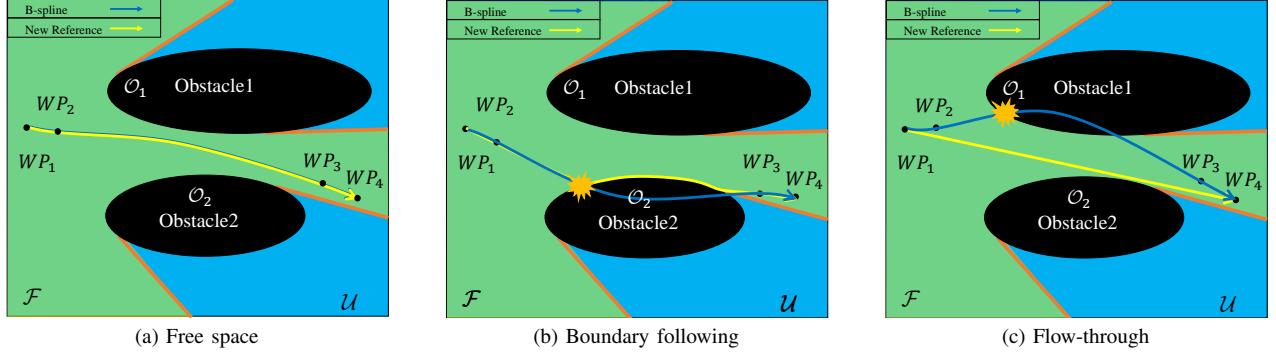 B-spline
New Reference
𝒪₁ Obstacle1
WP₂
WP₁
WP₃
WP₄
𝒪₂
Obstacle2
ℱ
𝒰
(a) Free space
B-spline
New Reference
𝒪₁ Obstacle1
WP₂
WP₁
WP₃
WP₄
𝒪₂
Obstacle2
ℱ
𝒰
(b) Boundary following
B-spline
New Reference
𝒪₁ Obstacle1
WP₂
WP₁
WP₃
WP₄
𝒪₂
Obstacle2
ℱ
𝒰
(c) Flow-through